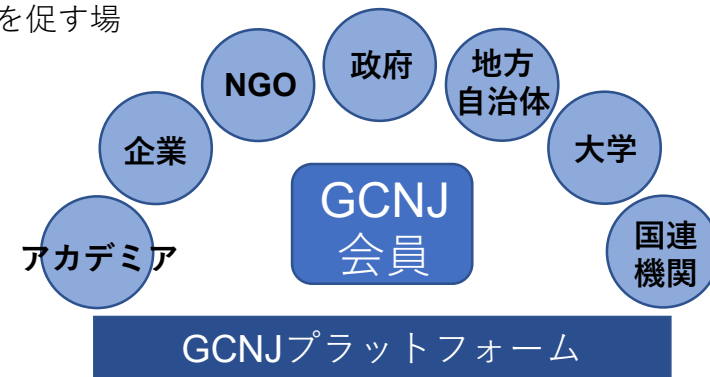 を促す場
政府
地方
自治体
NGO
企業
大学
GCNJ
会員
アカデミア
国連
機関
GCNJプラットフォーム